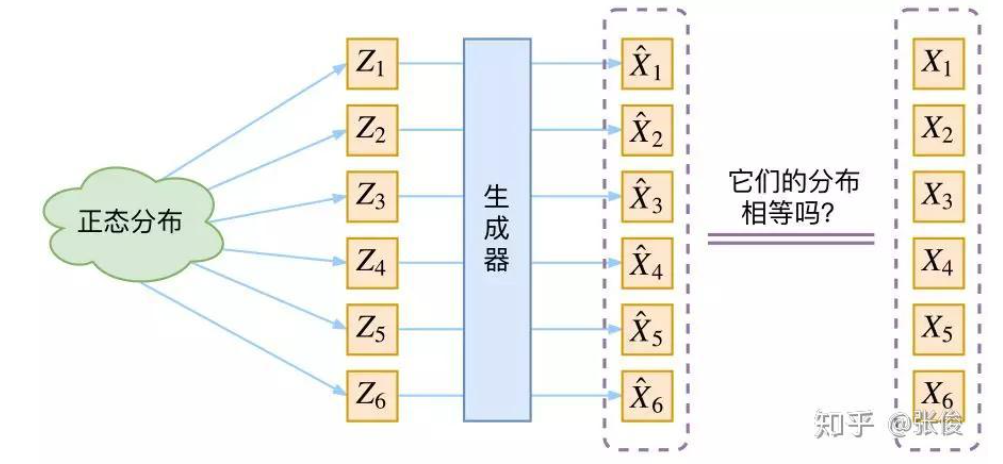 Z₁
X̂₁
X₁
Z₂
X̂₂
X₂
正态分布
Z₃
生成器
X̂₃
它们的分布
相等吗?
X₃
Z₄
X̂₄
X₄
Z₅
X̂₅
X₅
Z₆
X̂₆
X₆
知乎 @张俊